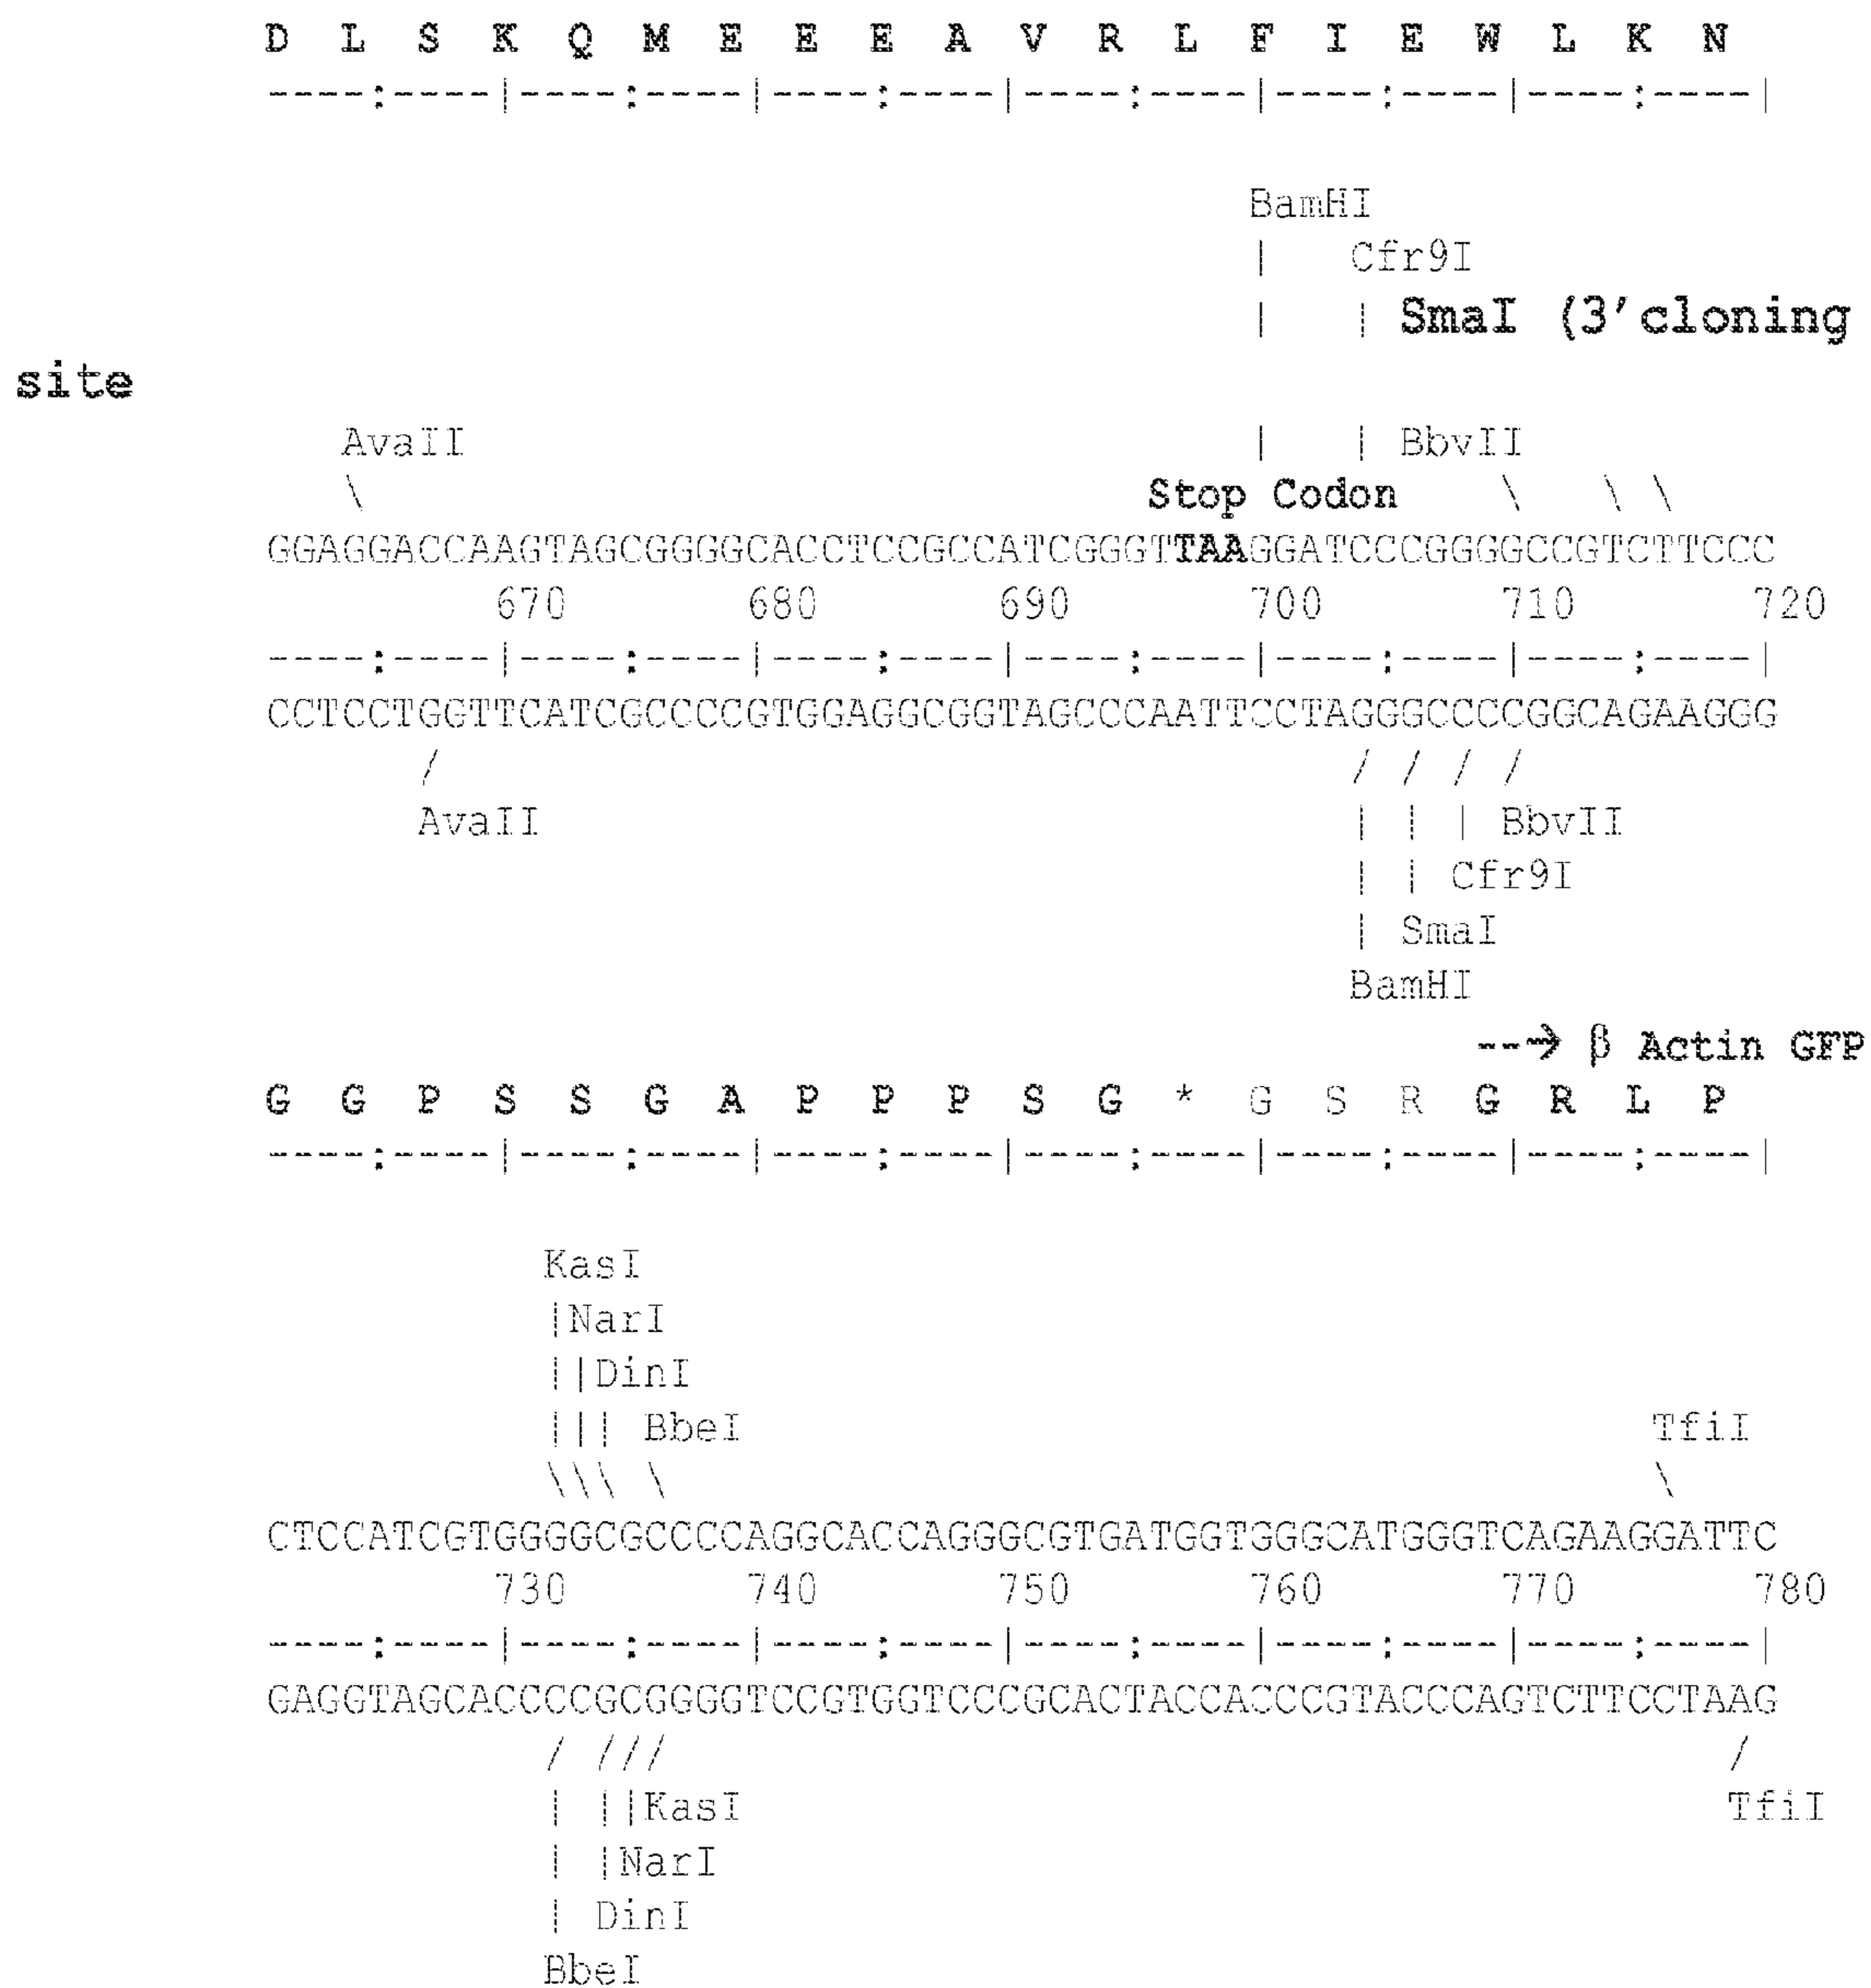 D L S K Q M E E E A V R L F I E W L K N
----:----|----:----|----:----|----:----|----:----|----:----|
BamHI
| Cfr9I
| | SmaI (3'cloning
site
AvaII | | BbvII
\ Stop Codon \ \ \
GGAGGACCAAGTAGCGGGGCACCTCCGCCATCGGGTTAAGGATCCCGGGGCCGTCTTCCC
670 680 690 700 710 720
----:----|----:----|----:----|----:----|----:----|----:----|
CCTCCTGGTTCATCGCCCCGTGGAGGCGGTAGCCCAATTCCTAGGGCCCCGGCAGAAGGG
/ / / / /
AvaII | | | BbvII
| | Cfr9I
| SmaI
BamHI
--→ β Actin GFP
G G P S S G A P P P S G * G S R G R L P
----:----|----:----|----:----|----:----|----:----|----:----|
KasI
|NarI
||DinI
||| BbeI TfiI
\\\ \ \
CTCCATCGTGGGGCGCCCCAGGCACCAGGGCGTGATGGTGGGCATGGGTCAGAAGGATTC
730 740 750 760 770 780
----:----|----:----|----:----|----:----|----:----|----:----|
GAGGTAGCACCCCGCGGGGTCCGTGGTCCCGCACTACCACCCGTACCCAGTCTTCCTAAG
/ /// /
| ||KasI TfiI
| |NarI
| DinI
BbeI